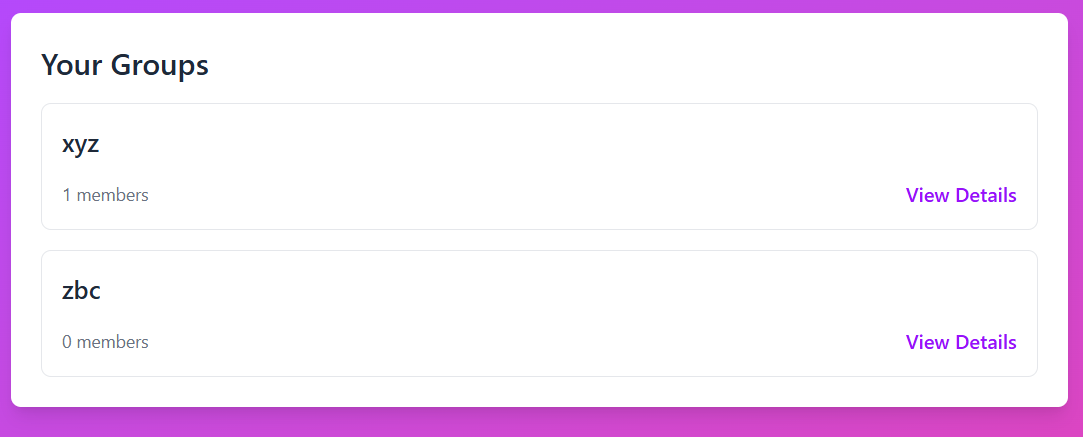 Your Groups
xyz
1 members
View Details
zbc
0 members
View Details